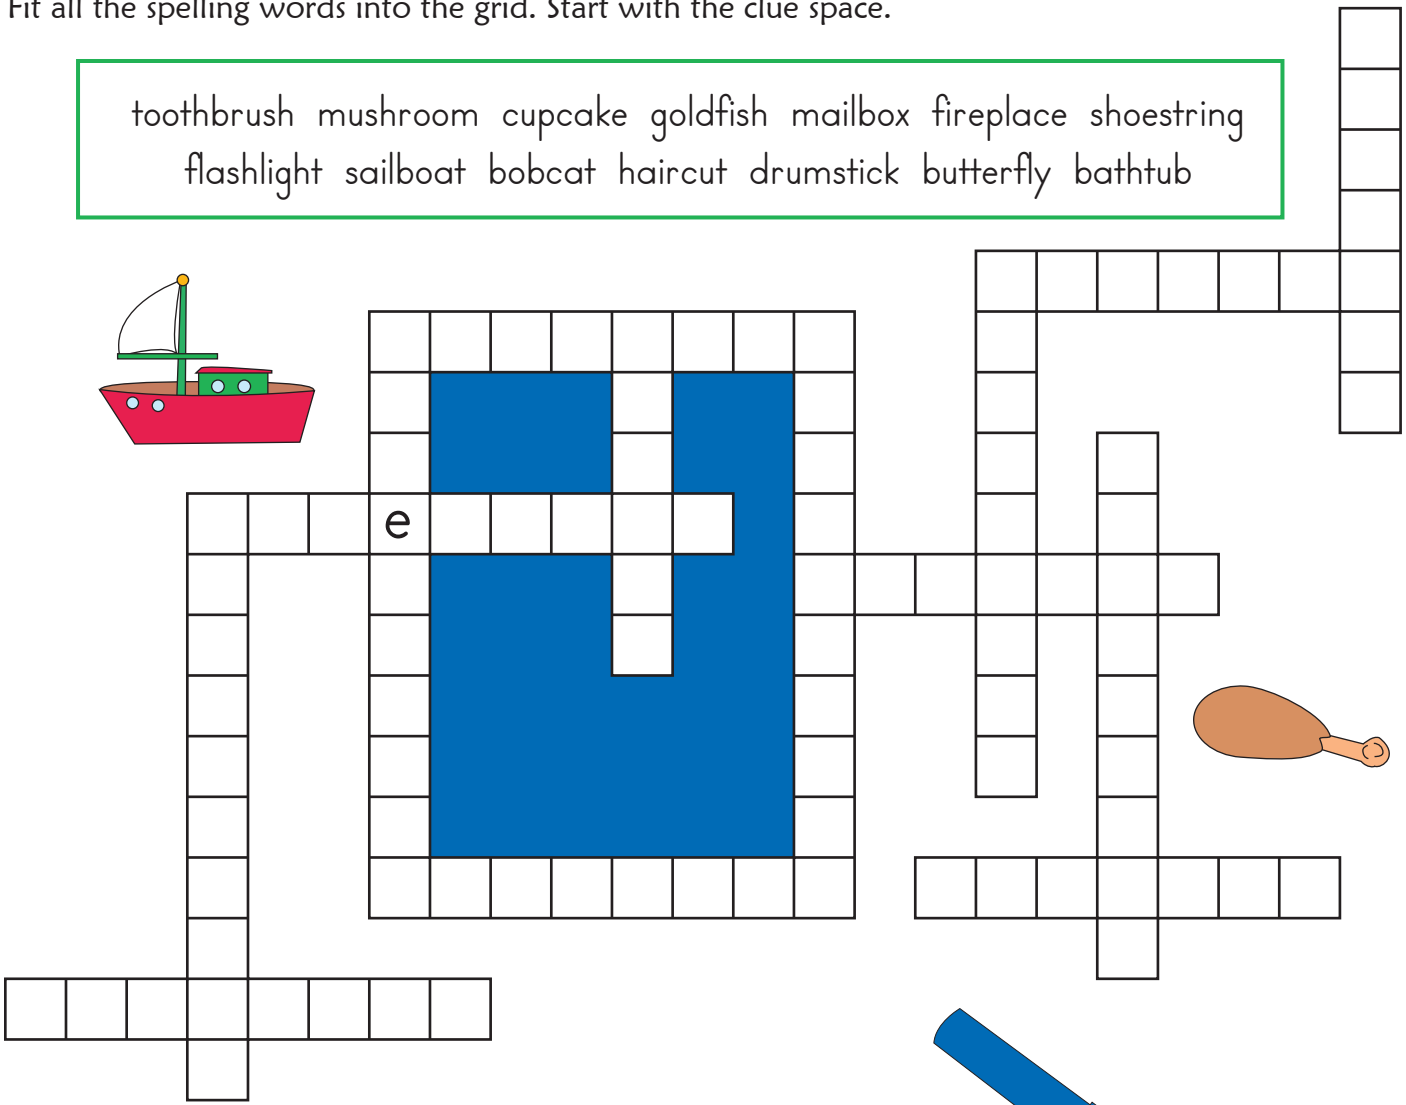 Fit all the spelling words into the grid. Start with the clue space.
toothbrush mushroom cupcake goldfish mailbox fireplace shoestring
flashlight sailboat bobcat haircut drumstick butterfly bathtub
e